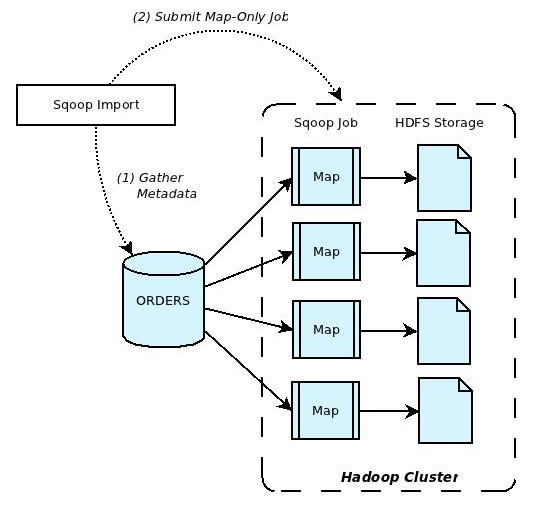 (2) Submit Map-Only Job
Sqoop Import
Sqoop Job
HDFS Storage
(1) Gather
Metadata
Map
Map
ORDERS
Map
Map
Hadoop Cluster